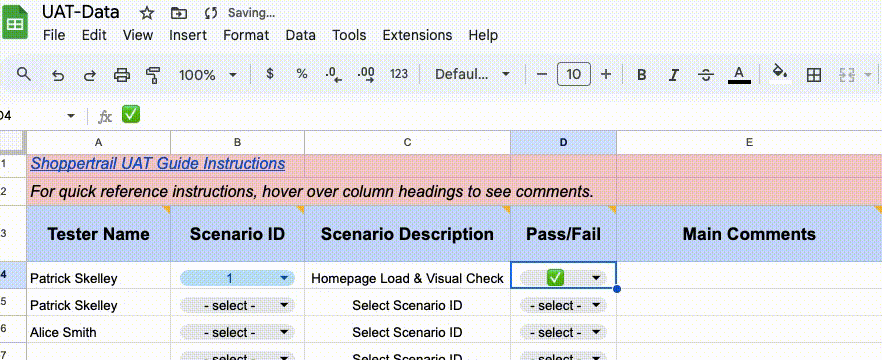 UAT-Data Saving...
File Edit View Insert Format Data Tools Extensions Help
100% $ % .0 .00 123 Defaul... 10 B I S A
D4 fx ✅
A B C D E
1 Shoppertrail UAT Guide Instructions
2 For quick reference instructions, hover over column headings to see comments.
3 Tester Name Scenario ID Scenario Description Pass/Fail Main Comments
4 Patrick Skelley 1 Homepage Load & Visual Check ✅
5 Patrick Skelley - select - Select Scenario ID - select -
6 Alice Smith - select - Select Scenario ID - select -
7 - select - Select Scenario ID - select -